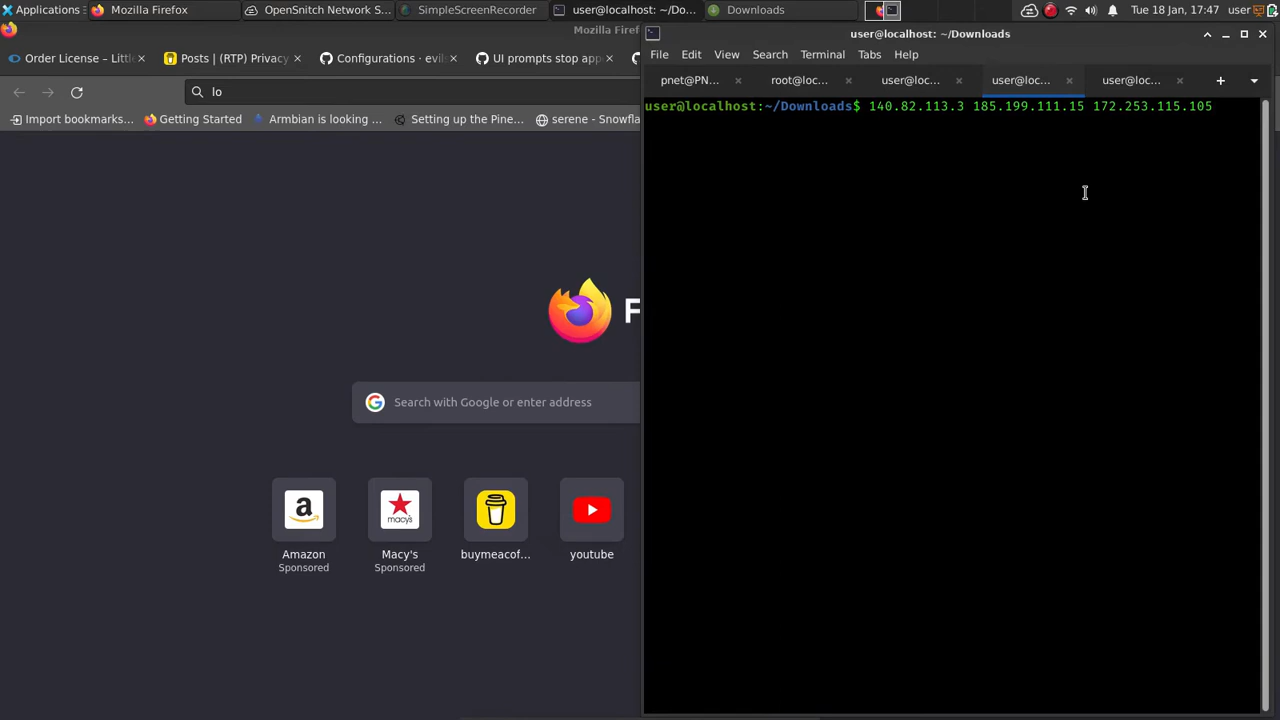 Applications
Mozilla Firefox
OpenSnitch Network S...
SimpleScreenRecorder
user@localhost: ~/Do...
Downloads
Tue 18 Jan, 17:47
user
Mozilla Firef
Order License – Littl
Posts | (RTP) Privacy
Configurations · evil
UI prompts stop app
lo
Import bookmarks...
Getting Started
Armbian is looking f...
Setting up the Pine...
serene - Snowfla
F
Search with Google or enter address
Amazon
Sponsored
Macy's
Sponsored
buymeacof...
youtube
user@localhost: ~/Downloads
File Edit View Search Terminal Tabs Help
pnet@PN...
root@loc...
user@loc...
user@loc...
user@loc...
user@localhost:~/Downloads$ 140.82.113.3 185.199.111.15 172.253.115.105